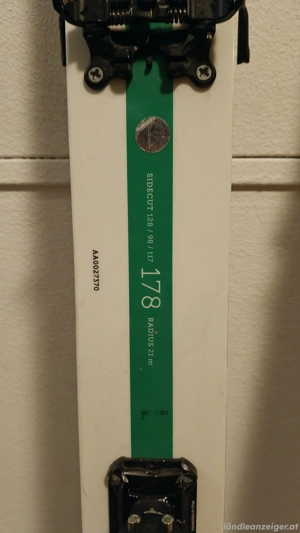 SIDECUT 128 / 98 / 117
178
RADIUS 21 m
AA0027370
ländleanzeiger.at